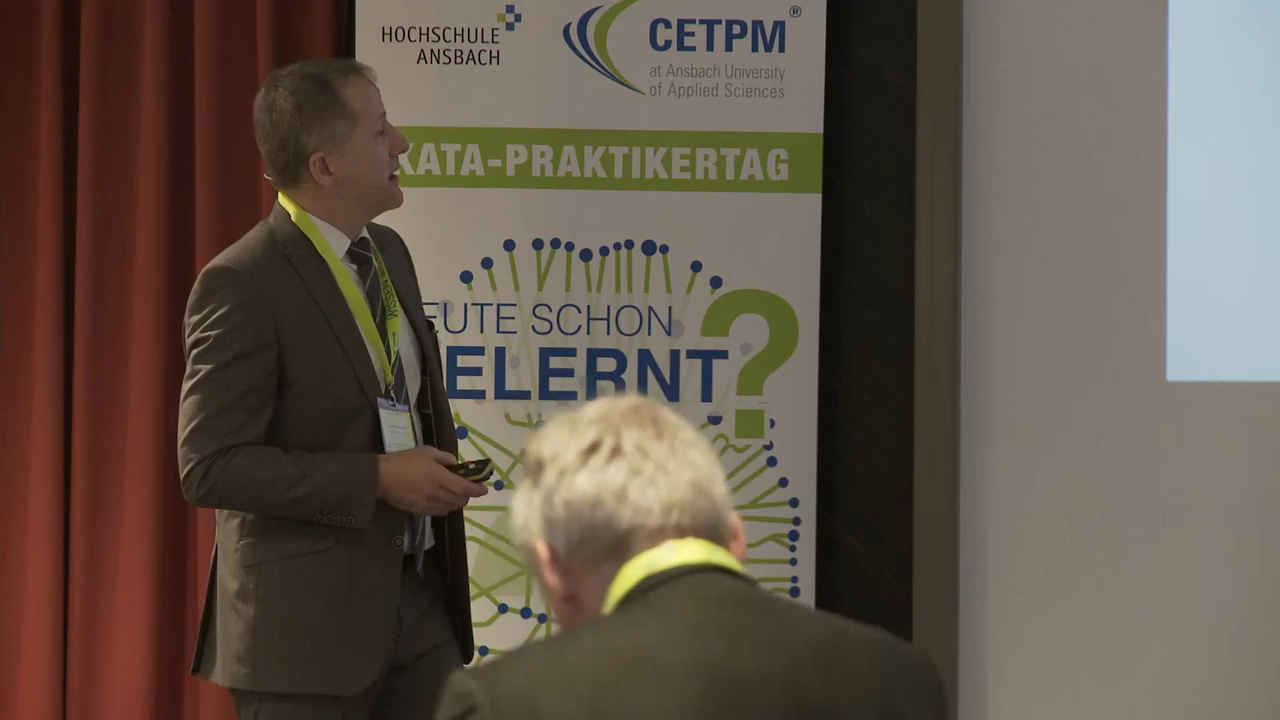 HOCHSCHULE
ANSBACH
CETPM®
at Ansbach University
of Applied Sciences
KATA-PRAKTIKERTAG
EUTE SCHON
ELERNT?